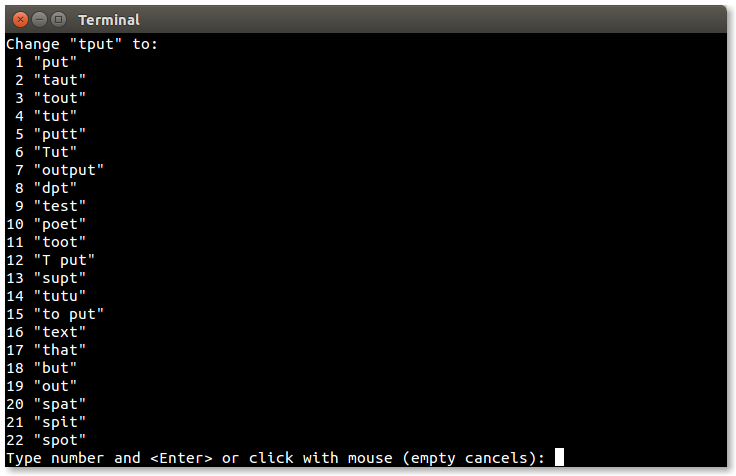 Terminal
Change "tput" to:
 1 "put"
 2 "taut"
 3 "tout"
 4 "tut"
 5 "putt"
 6 "Tut"
 7 "output"
 8 "dpt"
 9 "test"
10 "poet"
11 "toot"
12 "T put"
13 "supt"
14 "tutu"
15 "to put"
16 "text"
17 "that"
18 "but"
19 "out"
20 "spat"
21 "spit"
22 "spot"
Type number and <Enter> or click with mouse (empty cancels):